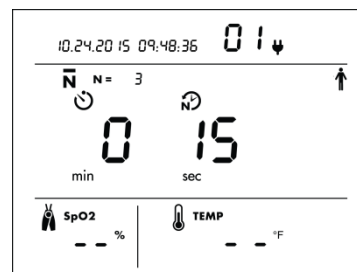 10.24.2015 09:48:36 01
N N = 3
N
0 15
min sec
SpO2 TEMP
-- % -- °F